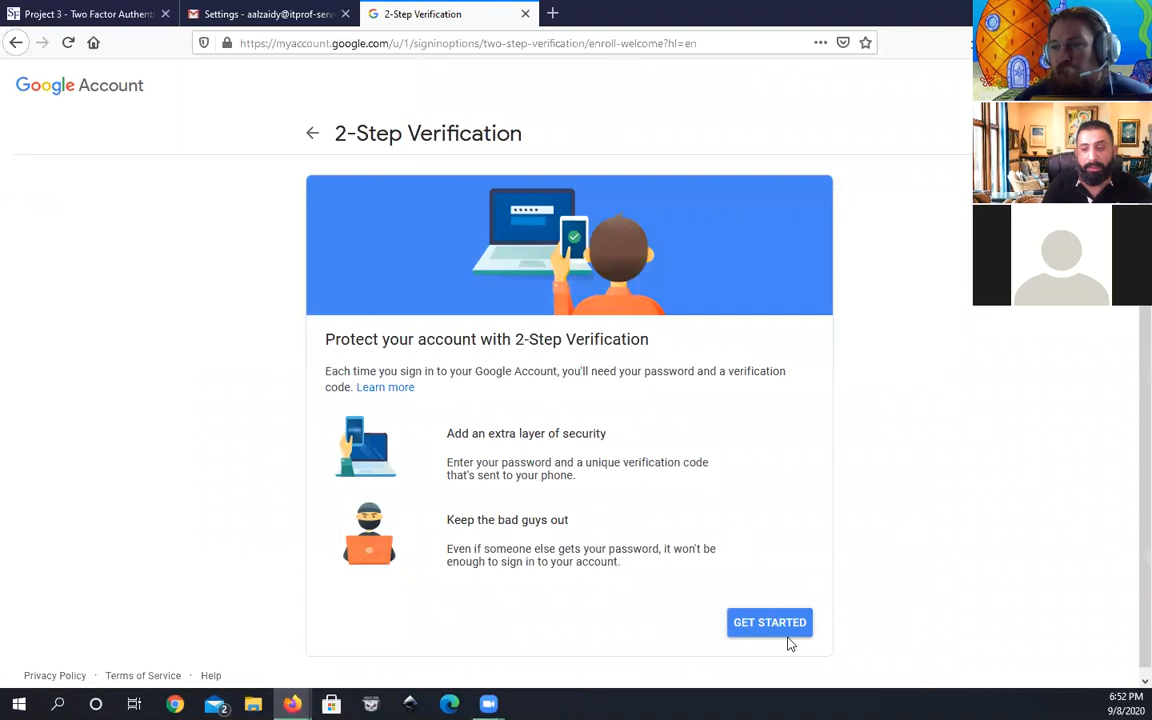 Project 3 - Two Factor Authenti
Settings - aalzaidy@itprof-serv
2-Step Verification
https://myaccount.google.com/u/1/signinoptions/two-step-verification/enroll-welcome?hl=en
Google Account
2-Step Verification
Protect your account with 2-Step Verification
Each time you sign in to your Google Account, you'll need your password and a verification
code. Learn more
Add an extra layer of security
Enter your password and a unique verification code
that's sent to your phone.
Keep the bad guys out
Even if someone else gets your password, it won't be
enough to sign in to your account.
GET STARTED
Privacy Policy · Terms of Service · Help
2
6:52 PM
9/8/2020